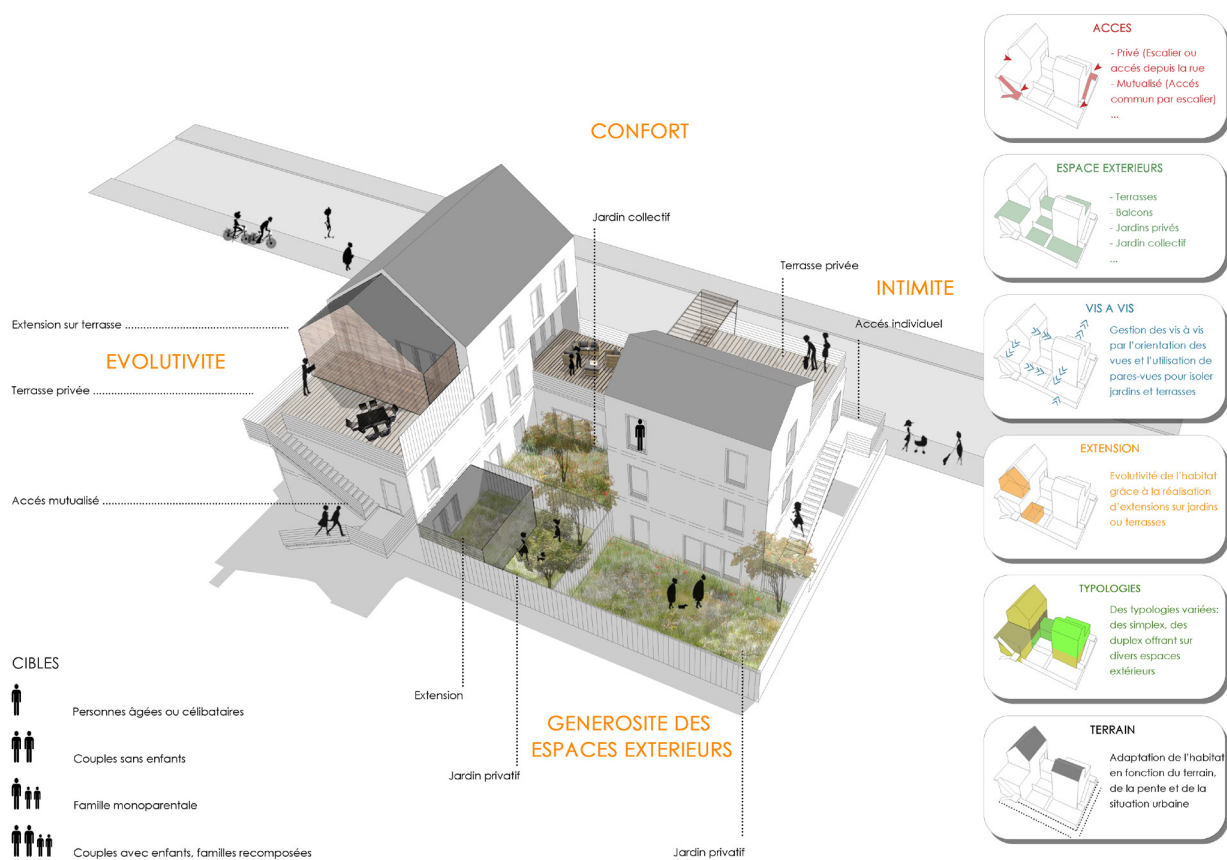 CONFORT
Jardin collectif
Terrasse privée
INTIMITE
Accés individuel
Extension sur terrasse
EVOLUTIVITE
Terrasse privée
Accés mutualisé
Extension
GENEROSITE DES
ESPACES EXTERIEURS
Jardin privatif
Jardin privatif
CIBLES
Personnes âgées ou célibataires
Couples sans enfants
Famille monoparentale
Couples avec enfants, familles recomposées
ACCES
- Privé (Escalier ou
accés depuis la rue
- Mutualisé (Accés
commun par escalier)
...
ESPACE EXTERIEURS
- Terrasses
- Balcons
- Jardins privés
- Jardin collectif
...
VIS A VIS
Gestion des vis à vis
par l'orientation des
vues et l'utilisation de
pares-vues pour isoler
jardins et terrasses
EXTENSION
Evolutivité de l'habitat
grâce à la réalisation
d'extensions sur jardins
ou terrasses
TYPOLOGIES
Des typologies variées:
des simplex, des
duplex offrant sur
divers espaces
extérieurs
TERRAIN
Adaptation de l'habitat
en fonction du terrain,
de la pente et de la
situation urbaine